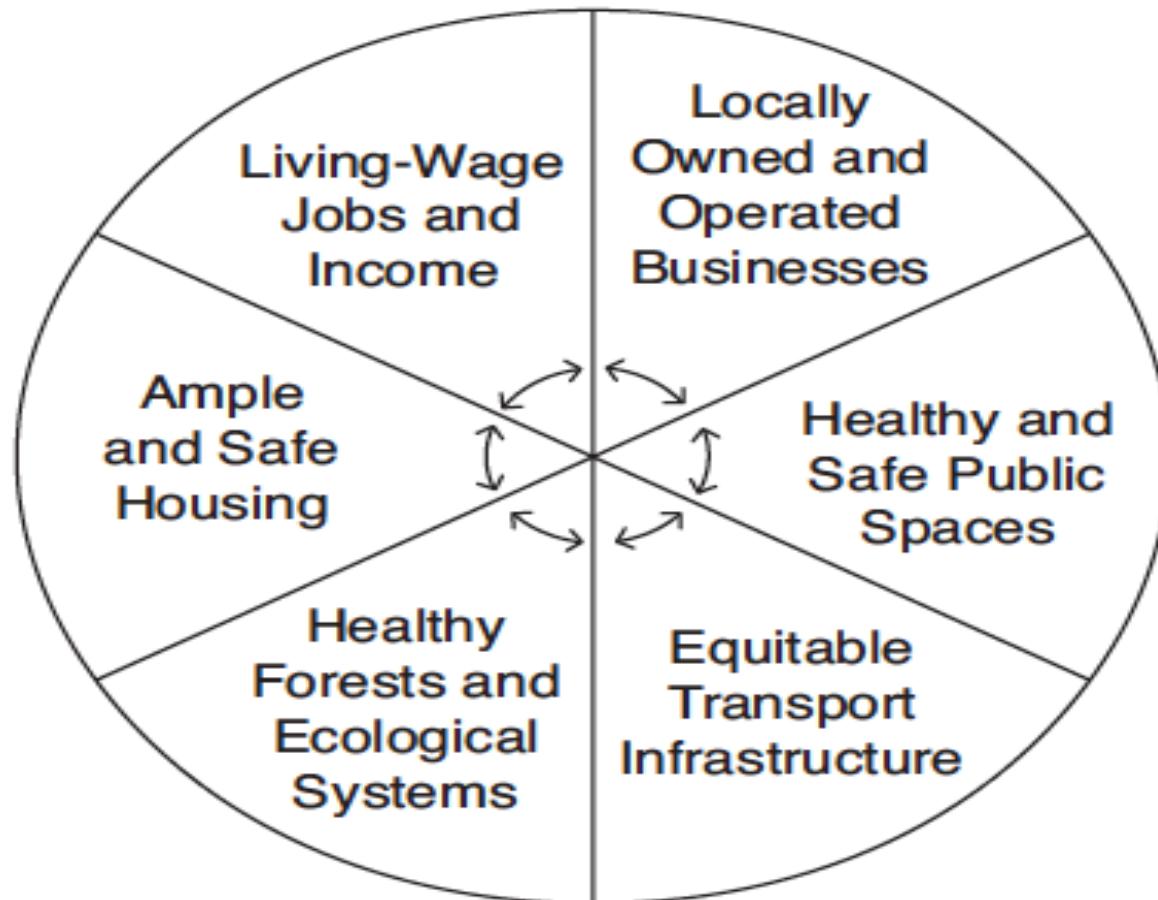 Living-Wage
Jobs and
Income
Locally
Owned and
Operated
Businesses
Ample
and Safe
Housing
Healthy and
Safe Public
Spaces
Healthy
Forests and
Ecological
Systems
Equitable
Transport
Infrastructure